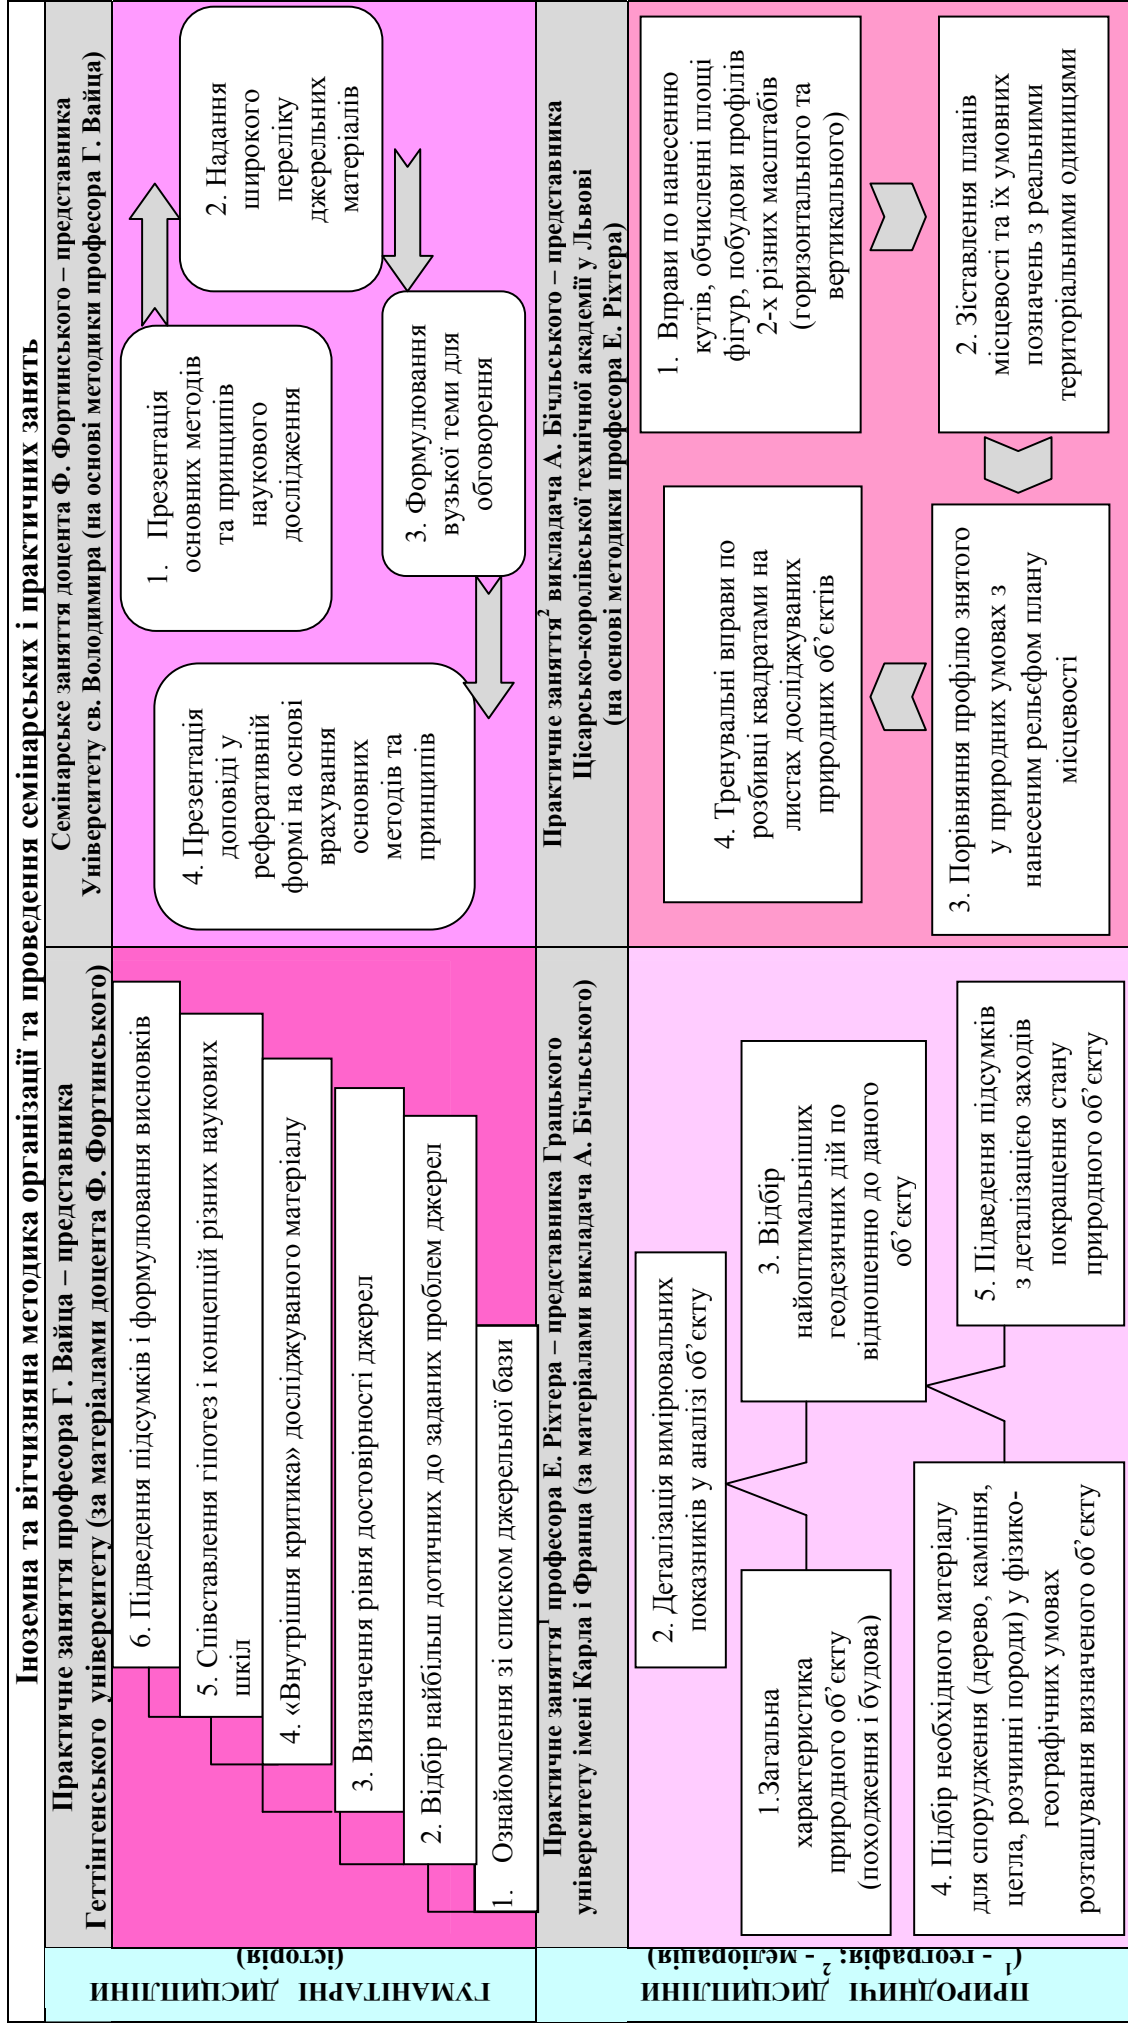 Іноземна та вітчизняна методика організації та проведення семінарських і практичних занять
ГУМАНІТАРНІ ДИСЦИПЛІНИ
(історія)
Практичне заняття професора Г. Вайца – представника
Геттінгенського університету (за матеріалами доцента Ф. Фортинського)
6. Підведення підсумків і формулювання висновків
5. Співставлення гіпотез і концепцій різних наукових
шкіл
4. «Внутрішня критика» досліджуваного матеріалу
3. Визначення рівня достовірності джерел
2. Відбір найбільш дотичних до заданих проблем джерел
1. Ознайомлення зі списком джерельної бази
Семінарське заняття доцента Ф. Фортинського – представника
Університету св. Володимира (на основі методики професора Г. Вайца)
1. Презентація
основних методів
та принципів
наукового
дослідження
2. Надання
широкого
переліку
джерельних
матеріалів
3. Формулювання
вузької теми для
обговорення
4. Презентація
доповіді у
реферативній
формі на основі
врахування
основних
методів та
принципів
ПРИРОДНИЧІ ДИСЦИПЛІНИ
(¹ - географія; ² - меліорація)
Практичне заняття¹ професора Е. Ріхтера – представника Грацького
університету імені Карла і Франца (за матеріалами викладача А. Бічльського)
1.Загальна
характеристика
природного об’єкту
(походження і будова)
2. Деталізація вимірювальних
показників у аналізі об’єкту
3. Відбір
найоптимальніших
геодезичних дій по
відношенню до даного
об’єкту
4. Підбір необхідного матеріалу
для спорудження (дерево, каміння,
цегла, розчинні породи) у фізико-
географічних умовах
розташування визначеного об’єкту
5. Підведення підсумків
з деталізацією заходів
покращення стану
природного об’єкту
Практичне заняття² викладача А. Бічльського – представника
Цісарсько-королівської технічної академії у Львові
(на основі методики професора Е. Ріхтера)
1. Вправи по нанесенню
кутів, обчисленні площі
фігур, побудови профілів
2-х різних масштабів
(горизонтального та
вертикального)
2. Зіставлення планів
місцевості та їх умовних
позначень з реальними
територіальними одиницями
3. Порівняння профілю знятого
у природних умовах з
нанесеним рельєфом плану
місцевості
4. Тренувальні вправи по
розбивці квадратами на
листах досліджуваних
природних об’єктів